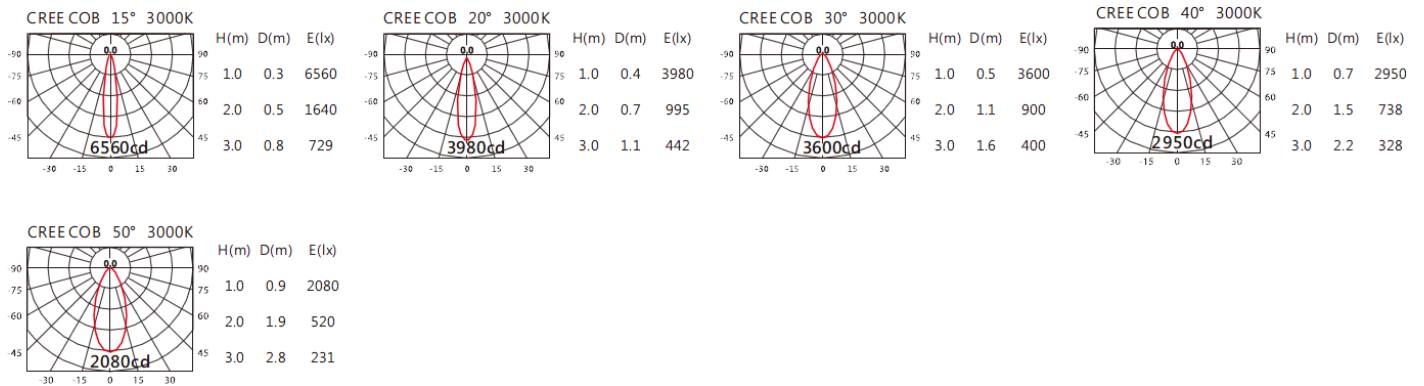 CREE COB 15° 3000K
H(m) D(m) E(lx)
0.0
-90 90
1.0 0.3 6560
-75 75
-60 60
2.0 0.5 1640
-45 45
6560cd
3.0 0.8 729
-30 -15 0 15 30
CREE COB 20° 3000K
H(m) D(m) E(lx)
0.0
-90 90
1.0 0.4 3980
-75 75
-60 60
2.0 0.7 995
-45 45
3980cd
3.0 1.1 442
-30 -15 0 15 30
CREE COB 30° 3000K
H(m) D(m) E(lx)
0.0
-90 90
1.0 0.5 3600
-75 75
-60 60
2.0 1.1 900
-45 45
3600cd
3.0 1.6 400
-30 -15 0 15 30
CREE COB 40° 3000K
H(m) D(m) E(lx)
0.0
-90 90
1.0 0.7 2950
-75 75
-60 60
2.0 1.5 738
-45 45
2950cd
3.0 2.2 328
-30 -15 0 15 30
CREE COB 50° 3000K
H(m) D(m) E(lx)
0.0
-90 90
1.0 0.9 2080
-75 75
-60 60
2.0 1.9 520
-45 45
2080cd
3.0 2.8 231
-30 -15 0 15 30